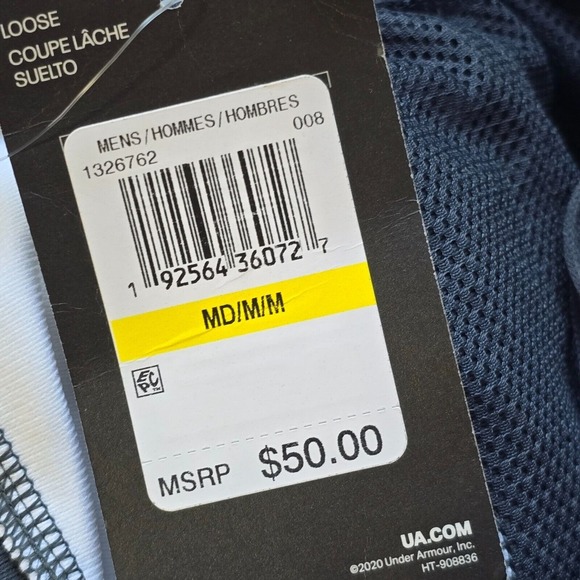 LOOSE
COUPE LÂCHE
SUELTO
MENS/HOMMES/HOMBRES
1326762 008
1 92564 36072 7
MD/M/M
EPC™
MSRP $50.00
UA.COM
©2020 Under Armour, Inc.
HT-908836